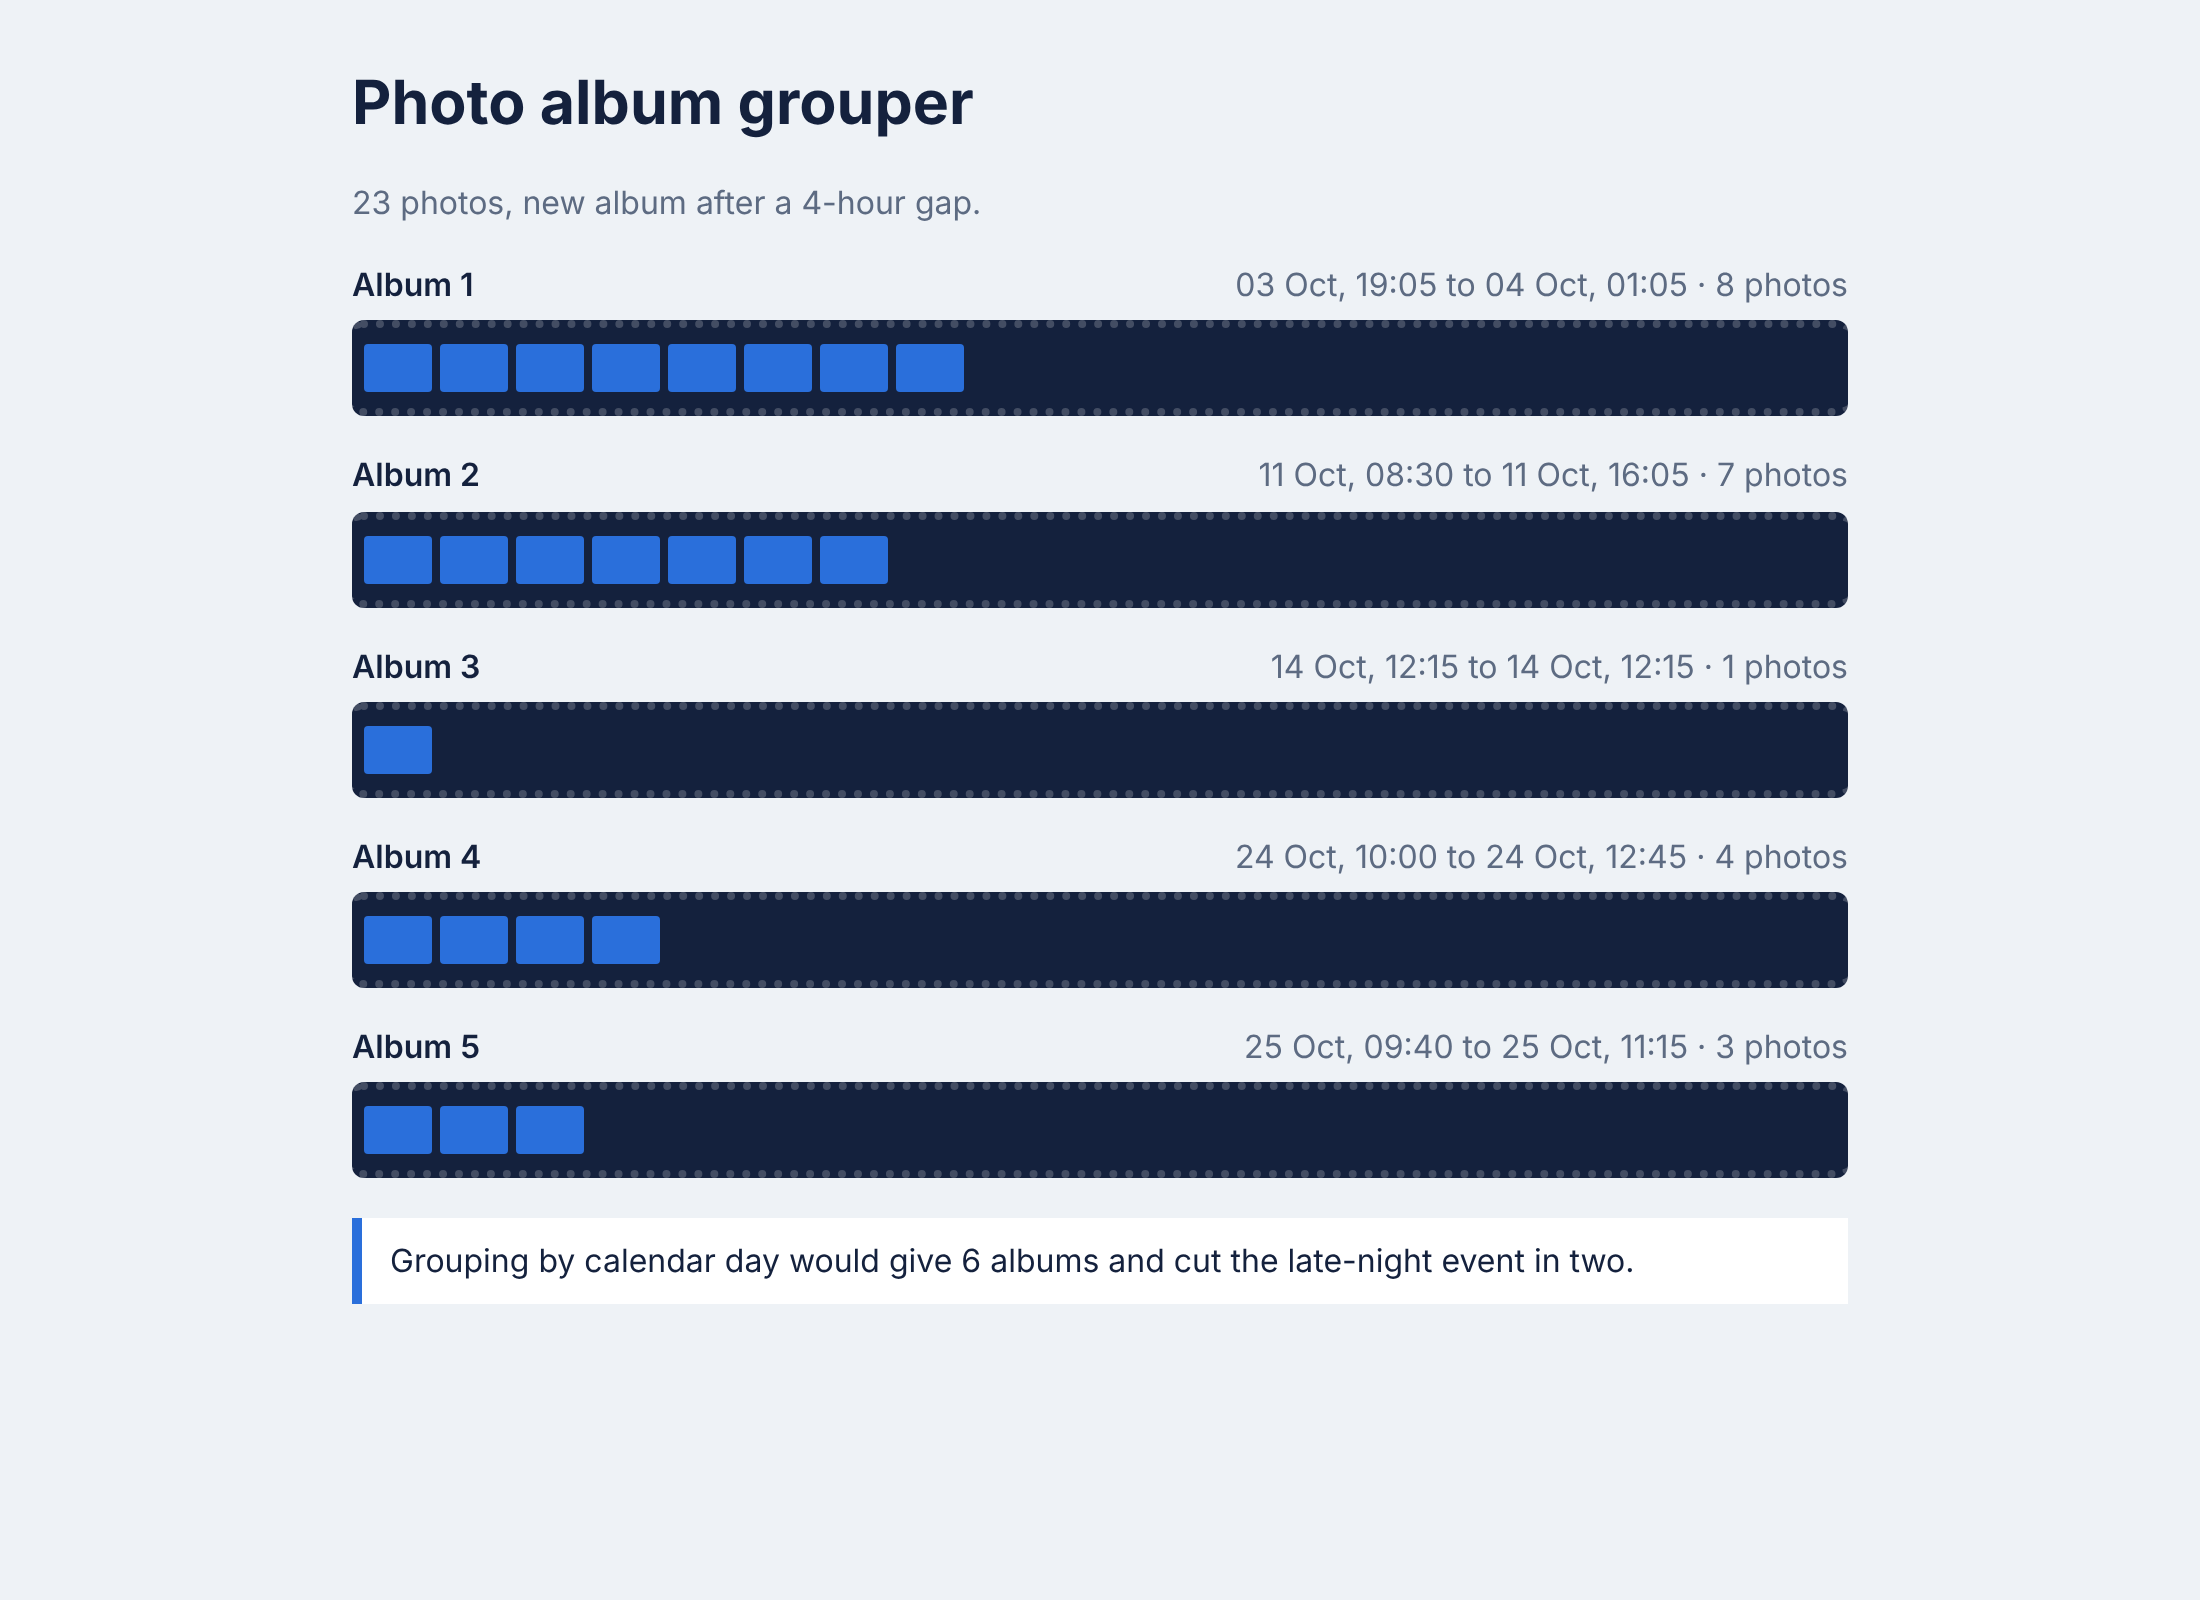 Photo album grouper
23 photos, new album after a 4-hour gap.
Album 1 03 Oct, 19:05 to 04 Oct, 01:05 · 8 photos
Album 2 11 Oct, 08:30 to 11 Oct, 16:05 · 7 photos
Album 3 14 Oct, 12:15 to 14 Oct, 12:15 · 1 photos
Album 4 24 Oct, 10:00 to 24 Oct, 12:45 · 4 photos
Album 5 25 Oct, 09:40 to 25 Oct, 11:15 · 3 photos
Grouping by calendar day would give 6 albums and cut the late-night event in two.